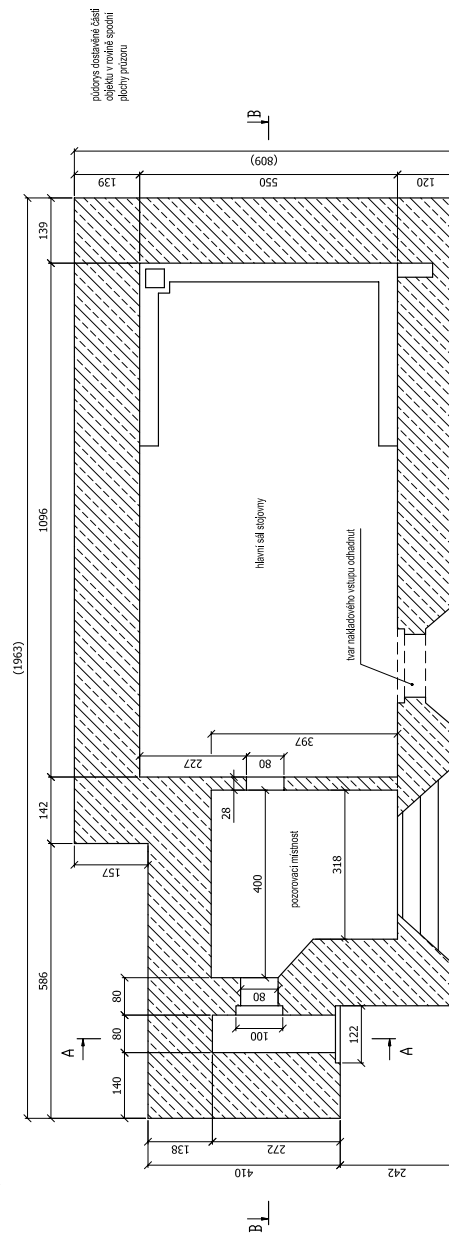 půdorys dostavěné části
objektu v rovině spodní
plochy průzoru
B
(809)
139
550
120
139
1096
(1963)
142
586
hlavní sál stojovny
tvar nakladového vstupu odhadnut
397
227
80
28
157
400
pozorovací místnost
318
80
80
140
80
100
122
A
A
138
272
410
242
B